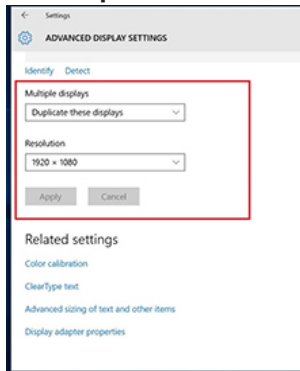 Settings
ADVANCED DISPLAY SETTINGS
Identify Detect
Multiple displays
Duplicate these displays
Resolution
1920 × 1080
Apply Cancel
Related settings
Color calibration
ClearType text
Advanced sizing of text and other items
Display adapter properties